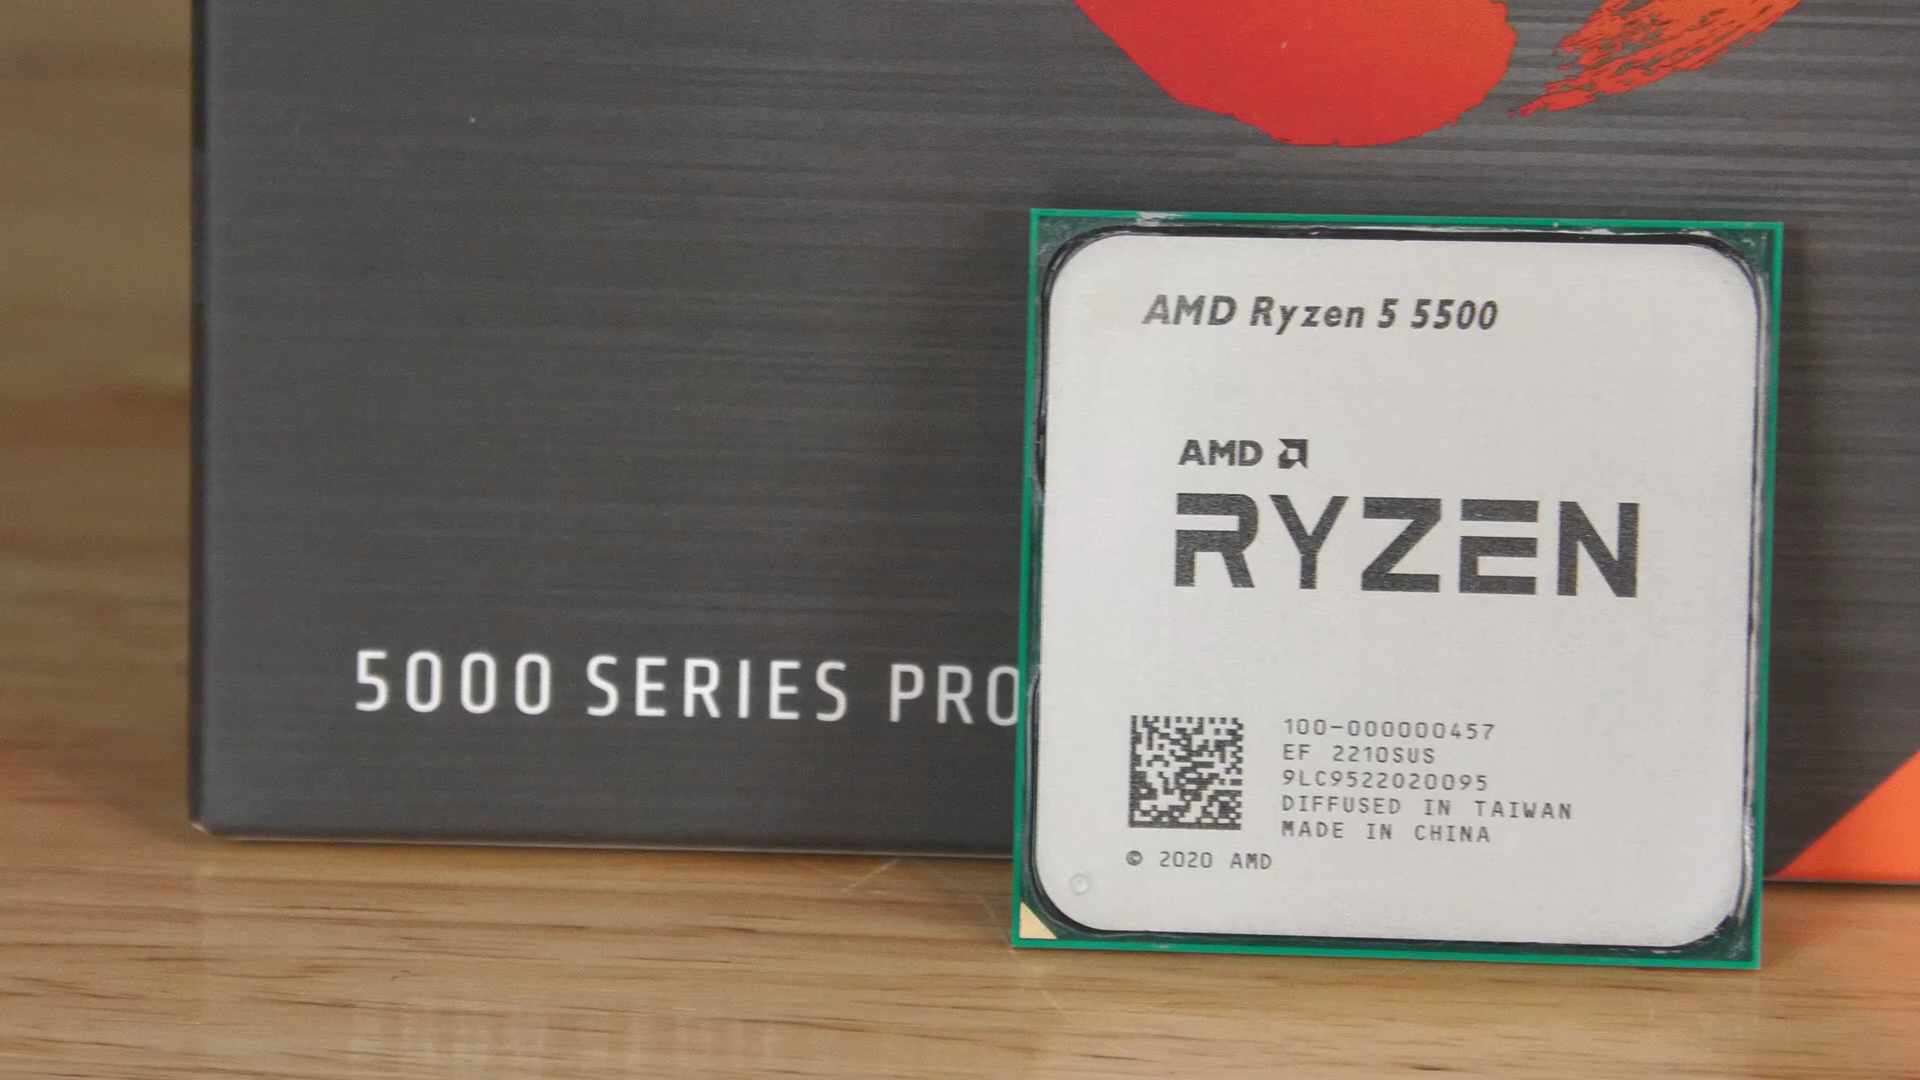 AMD Ryzen 5 5500
AMD
RYZEN
5000 SERIES PRO
100-000000457
EF 2210SUS
9LC9522020095
DIFFUSED IN TAIWAN
MADE IN CHINA
© 2020 AMD